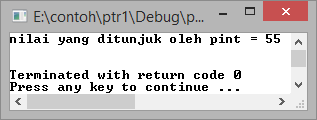 E:\contoh\ptr1\Debug\p...
nilai yang ditunjuk oleh pint = 55
Terminated with return code 0
Press any key to continue ...